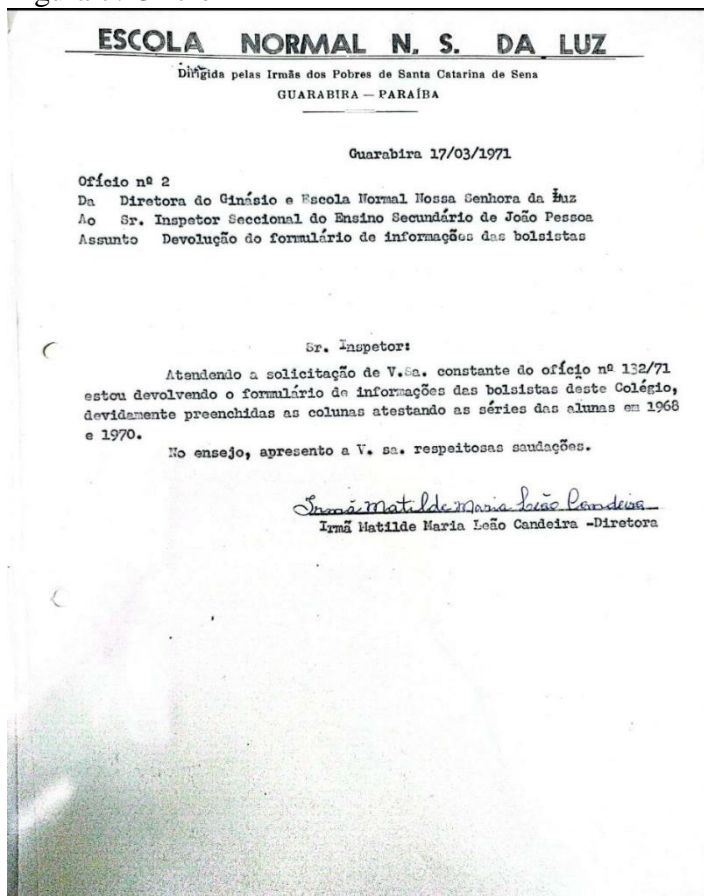 ESCOLA NORMAL N. S. DA LUZ
Dirigida pelas Irmãs dos Pobres de Santa Catarina de Sena
GUARABIRA — PARAÍBA
Guarabira 17/03/1971
Ofício nº 2
Da Diretora do Ginásio e Escola Normal Nossa Senhora da Luz
Ao Sr. Inspetor Seccional do Ensino Secundário de João Pessoa
Assunto Devolução do formulário de informações das bolsistas
Sr. Inspetor:
Atendendo a solicitação de V.Sa. constante do ofício nº 132/71
estou devolvendo o formulário de informações das bolsistas deste Colégio,
devidamente preenchidas as colunas atestando as séries das alunas em 1968
e 1970.
No ensejo, apresento a V. sa. respeitosas saudações.
Irmã Matilde Maria Leão Candeira
Irmã Matilde Maria Leão Candeira -Diretora